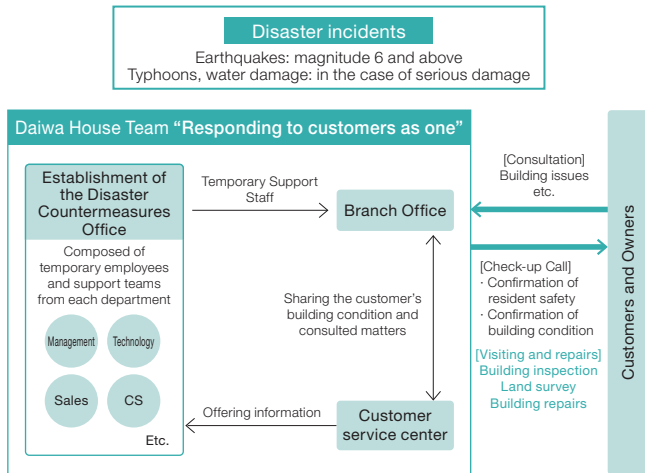 Disaster incidents
Earthquakes: magnitude 6 and above
Typhoons, water damage: in the case of serious damage
Daiwa House Team “Responding to customers as one”
Establishment of
the Disaster
Countermeasures
Office
Composed of
temporary employees
and support teams
from each department
Management
Technology
Sales
CS
Etc.
Temporary Support
Staff
Branch Office
Sharing the customer’s
building condition and
consulted matters
Offering information
Customer
service center
[Consultation]
Building issues
etc.
[Check-up Call]
· Confirmation of
resident safety
· Confirmation of
building condition
[Visiting and repairs]
Building inspection
Land survey
Building repairs
Customers and Owners